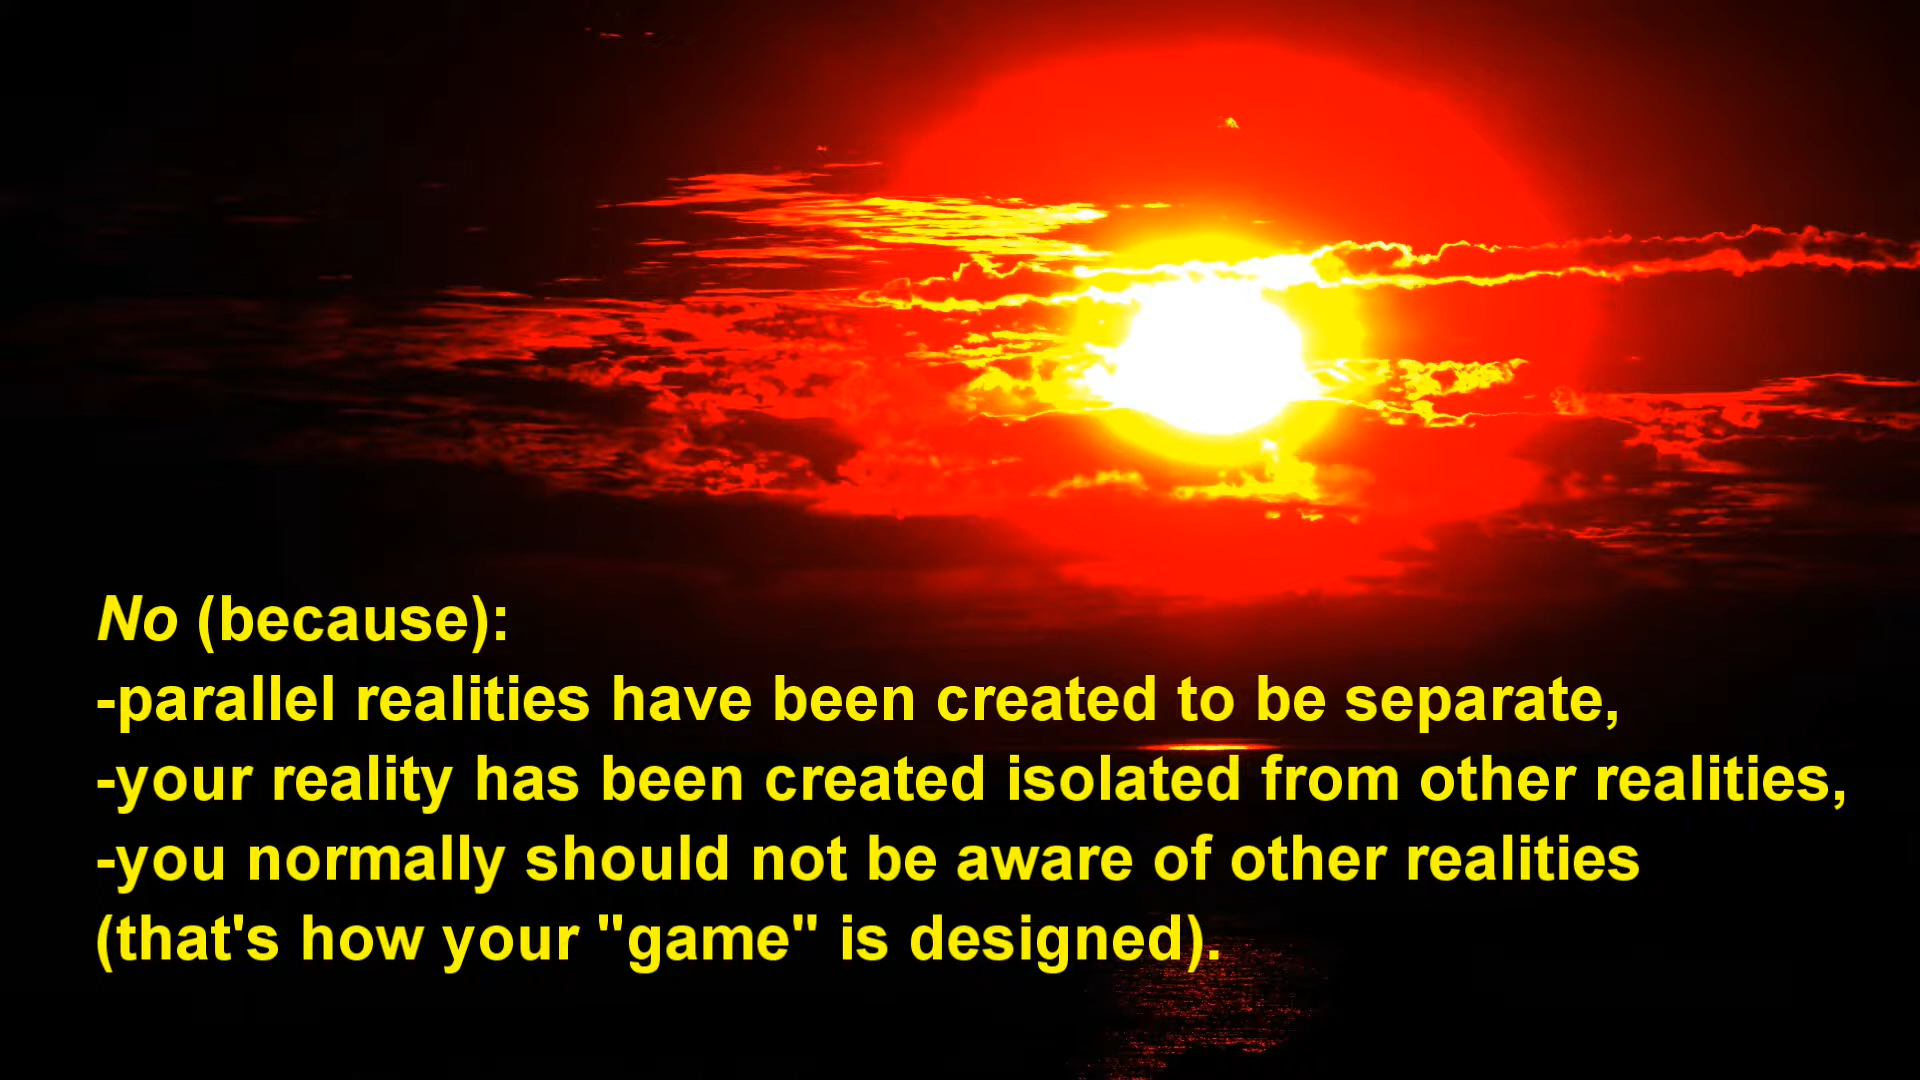 No (because):
-parallel realities have been created to be separate,
-your reality has been created isolated from other realities,
-you normally should not be aware of other realities
(that's how your "game" is designed).